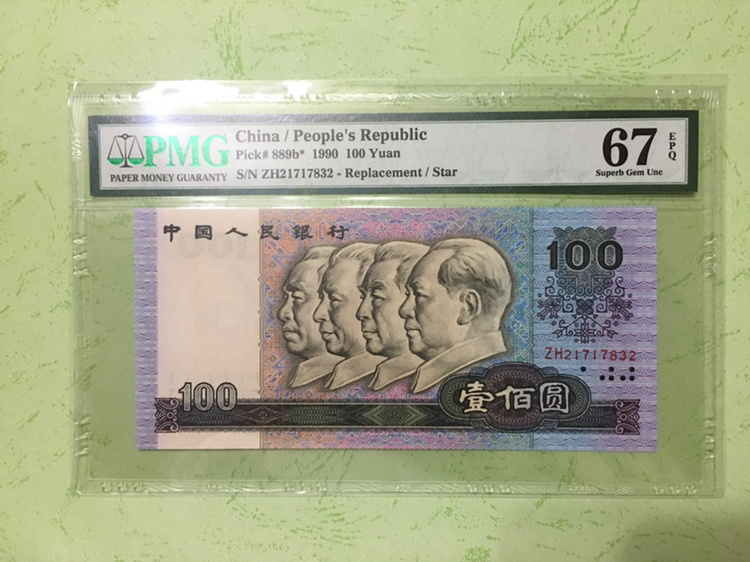 PMG
PAPER MONEY GUARANTY
China / People's Republic
Pick# 889b* 1990 100 Yuan
S/N ZH21717832 - Replacement / Star
67 EPQ
Superb Gem Unc
中国人民银行
100
ZH21717832
100
壹佰圆